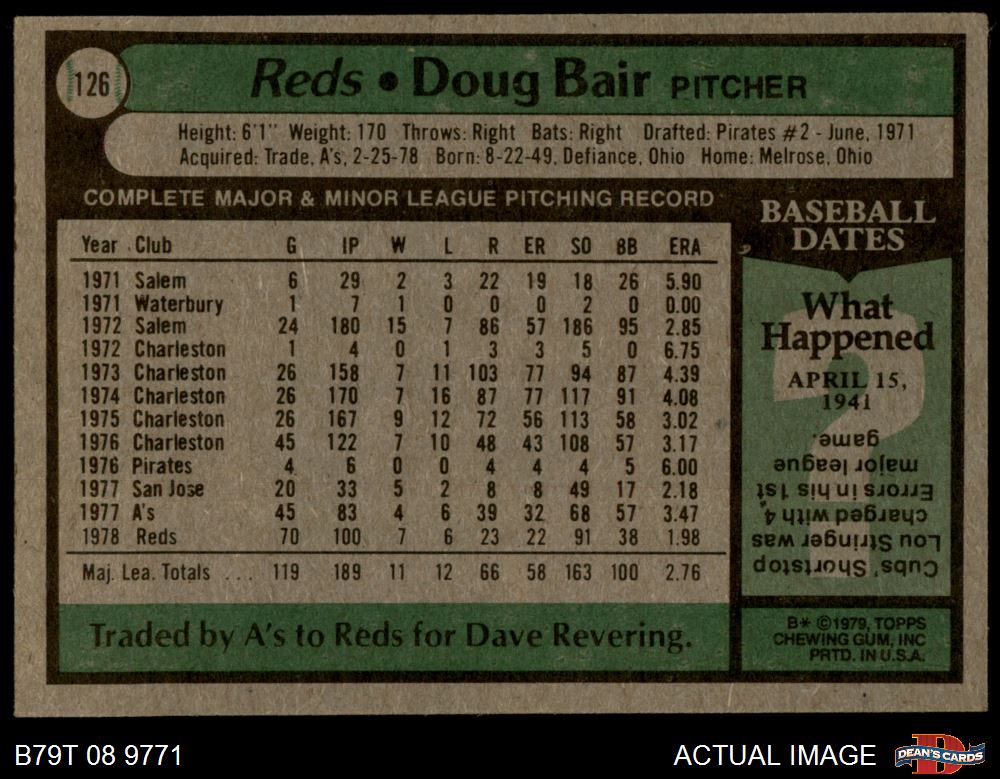 126
Reds • Doug Bair PITCHER
Height: 6'1" Weight: 170 Throws: Right Bats: Right Drafted: Pirates #2 - June, 1971
Acquired: Trade, A's, 2-25-78 Born: 8-22-49, Defiance, Ohio Home: Melrose, Ohio
COMPLETE MAJOR & MINOR LEAGUE PITCHING RECORD
Year Club G IP W L R ER SO BB ERA
1971 Salem 6 29 2 3 22 19 18 26 5.90
1971 Waterbury 1 7 1 0 0 0 2 0 0.00
1972 Salem 24 180 15 7 86 57 186 95 2.85
1972 Charleston 1 4 0 1 3 3 5 0 6.75
1973 Charleston 26 158 7 11 103 77 94 87 4.39
1974 Charleston 26 170 7 16 87 77 117 91 4.08
1975 Charleston 26 167 9 12 72 56 113 58 3.02
1976 Charleston 45 122 7 10 48 43 108 57 3.17
1976 Pirates 4 6 0 0 4 4 4 5 6.00
1977 San Jose 20 33 5 2 8 8 49 17 2.18
1977 A's 45 83 4 6 39 32 68 57 3.47
1978 Reds 70 100 7 6 23 22 91 38 1.98
Maj. Lea. Totals ... 119 189 11 12 66 58 163 100 2.76
Traded by A's to Reds for Dave Revering.
BASEBALL
DATES
What
Happened
APRIL 15,
1941
Cubs' Shortstop
Lou Stringer was
charged with 4
Errors in his 1st
major league
game.
B* ©1979, TOPPS
CHEWING GUM, INC
PRTD. IN U.S.A.
B79T 08 9771
ACTUAL IMAGE
DEAN'S CARDS